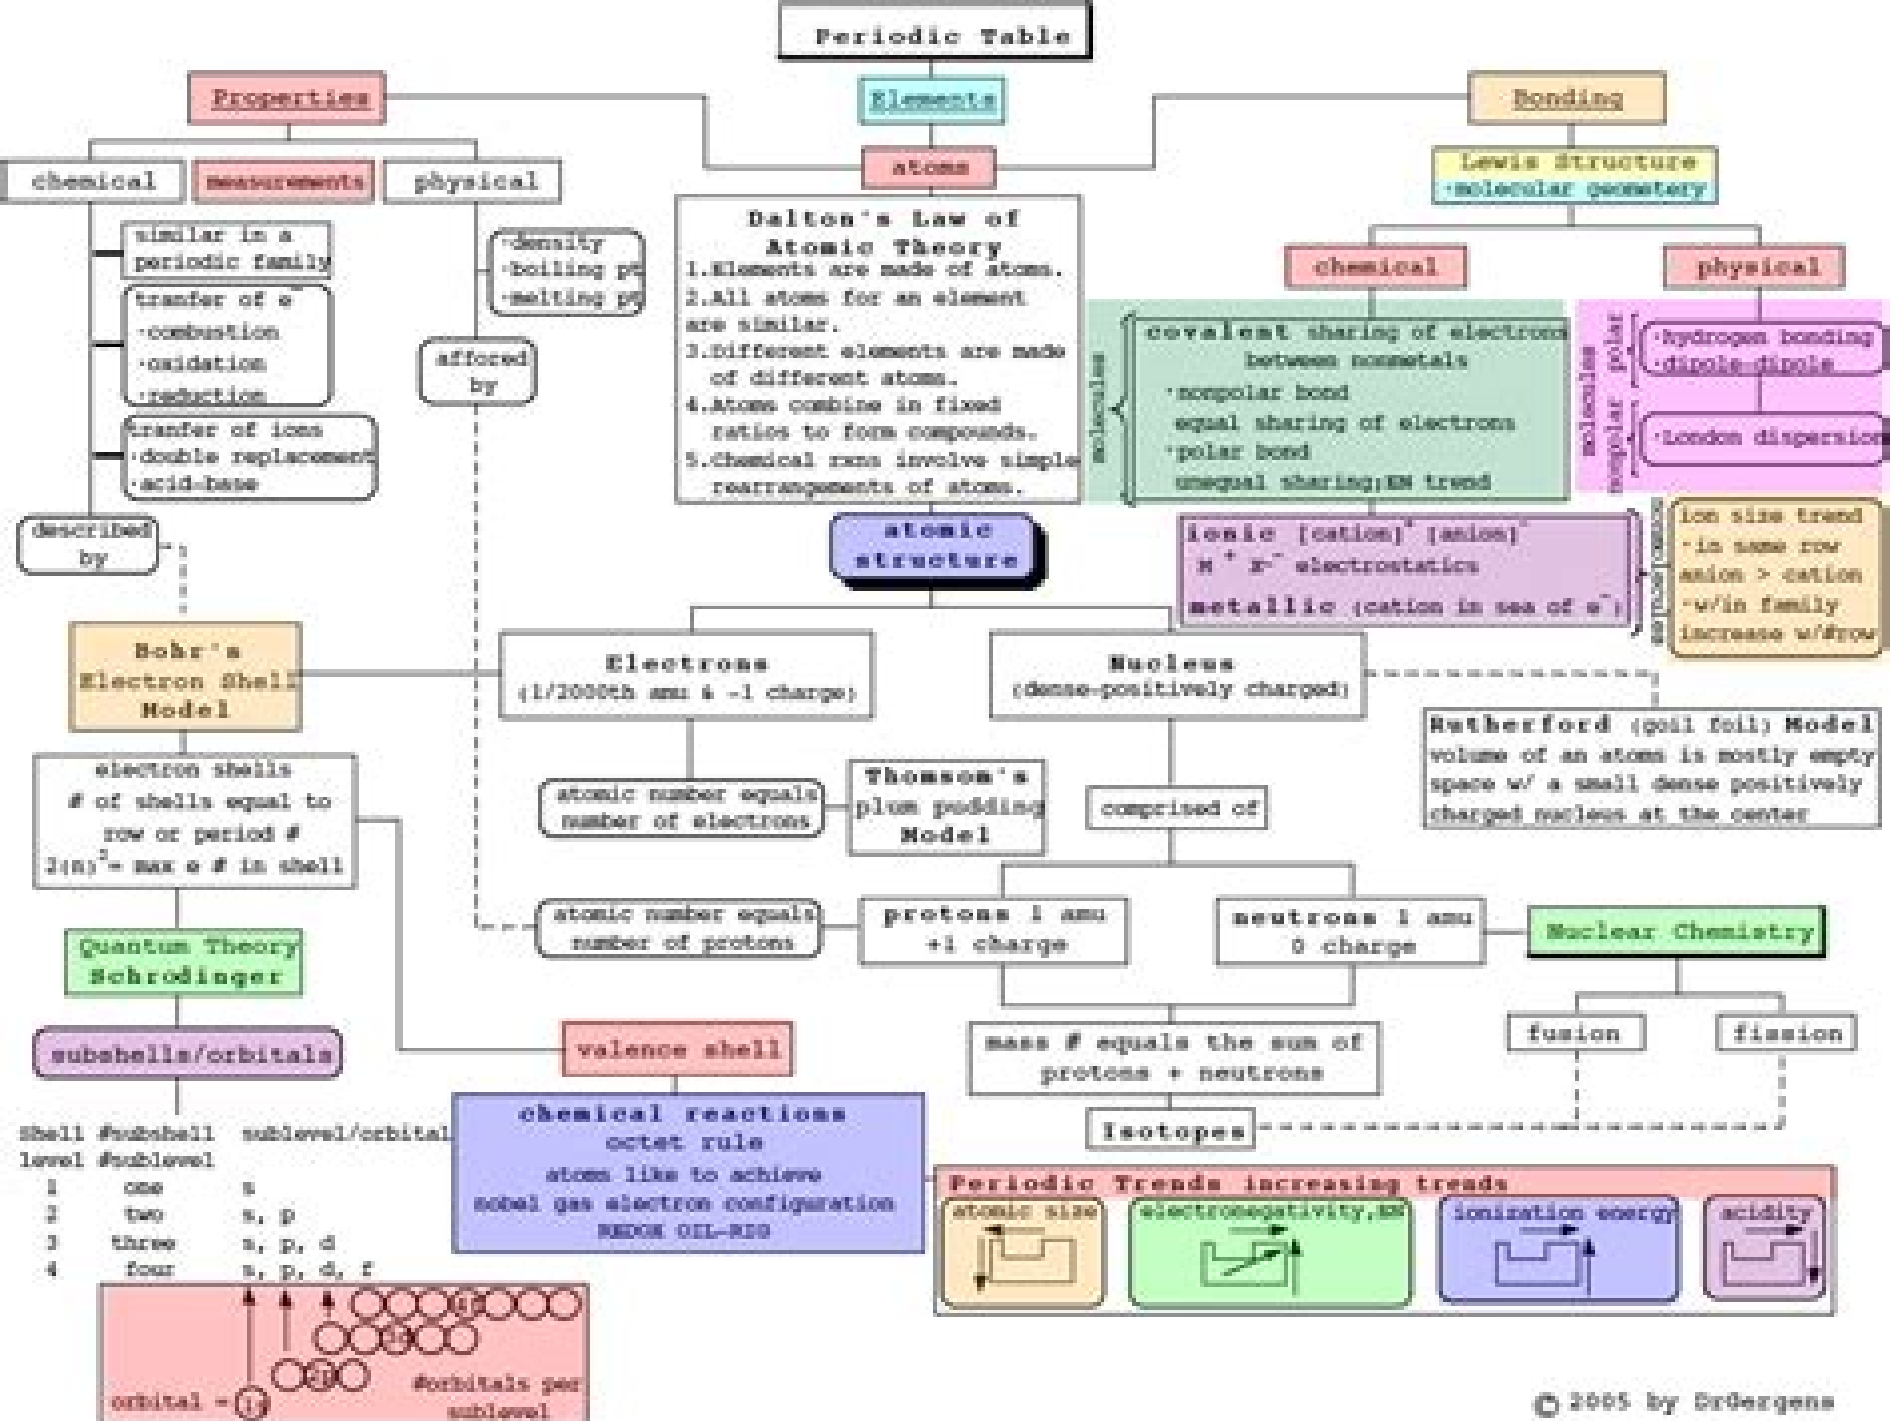 Periodic Table
Properties
Elements
Bonding
atoms
chemical
measurements
physical
Lewis Structure
·molecular geometery
similar in a
periodic family
tranfer of e⁻
·combustion
·oxidation
·reduction
tranfer of ions
·double replacement
·acid-base
described
by
·density
·boiling pt
·melting pt
affored
by
Dalton's Law of
Atomic Theory
1.Elements are made of atoms.
2.All atoms for an element
are similar.
3.Different elements are made
of different atoms.
4.Atoms combine in fixed
ratios to form compounds.
5.Chemical rxns involve simple
rearrangements of atoms.
chemical
physical
molecules
covalent sharing of electrons
between nonmetals
·nonpolar bond
equal sharing of electrons
·polar bond
unequal sharing;EN trend
molecules
polar
nonpolar
·hydrogen bonding
·dipole-dipole
·London dispersion
ionic [cation]⁺ [anion]⁻
electrostatics
metallic (cation in sea of e⁻)
ion size trend
·in same row
anion > cation
·w/in family
increase w/#row
atomic
structure
Bohr's
Electron Shell
Model
Electrons
(1/2000th amu & -1 charge)
Nucleus
(dense-positively charged)
Rutherford (goil foil) Model
volume of an atoms is mostly empty
space w/ a small dense positively
charged nucleus at the center
electron shells
# of shells equal to
row or period #
2(n)²= max e # in shell
atomic number equals
number of electrons
Thomson's
plum pudding
Model
comprised of
atomic number equals
number of protons
protons 1 amu
+1 charge
neutrons 1 amu
0 charge
Nuclear Chemistry
Quantum Theory
Schrodinger
fusion
fission
subshells/orbitals
valence shell
mass # equals the sum of
protons + neutrons
Isotopes
Shell #subshell sublevel/orbital
level #sublevel
1 one s
2 two s, p
3 three s, p, d
4 four s, p, d, f
chemical reactions
octet rule
atoms like to achieve
nobel gas electron configuration
REDOX OIL-RIG
Periodic Trends increasing trends
atomic size
electronegativity,EN
ionization energy
acidity
orbital =
#orbitals per
sublevel
© 2005 by DrGergens